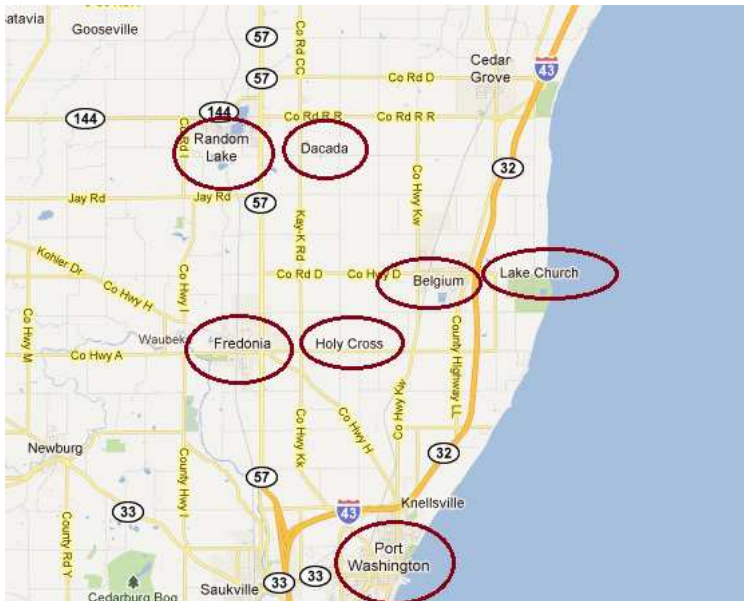 atavia
Gooseville
57
Co Rd CC
Cedar
Grove
43
57
Co Rd D
144
144
Co Rd R R
Co Rd R R
Random
Lake
Dacada
Co Rd I
32
Jay Rd
Jay Rd
57
Co Hwy Kw
Kay-K Rd
Kohler Dr
Co Hwy H
Co Rd D
Co Hwy D
Belgium
Lake Church
Co Hwy I
Co Hwy M
Waubeka
Fredonia
Holy Cross
Co Hwy A
County Highway LL
Co Hwy Kw
Co Hwy H
Newburg
Co Hwy Kk
32
57
County Hwy I
Knellsville
33
43
County Rd Y
Port
Washington
33
33
Saukville
Cedarburg Bog